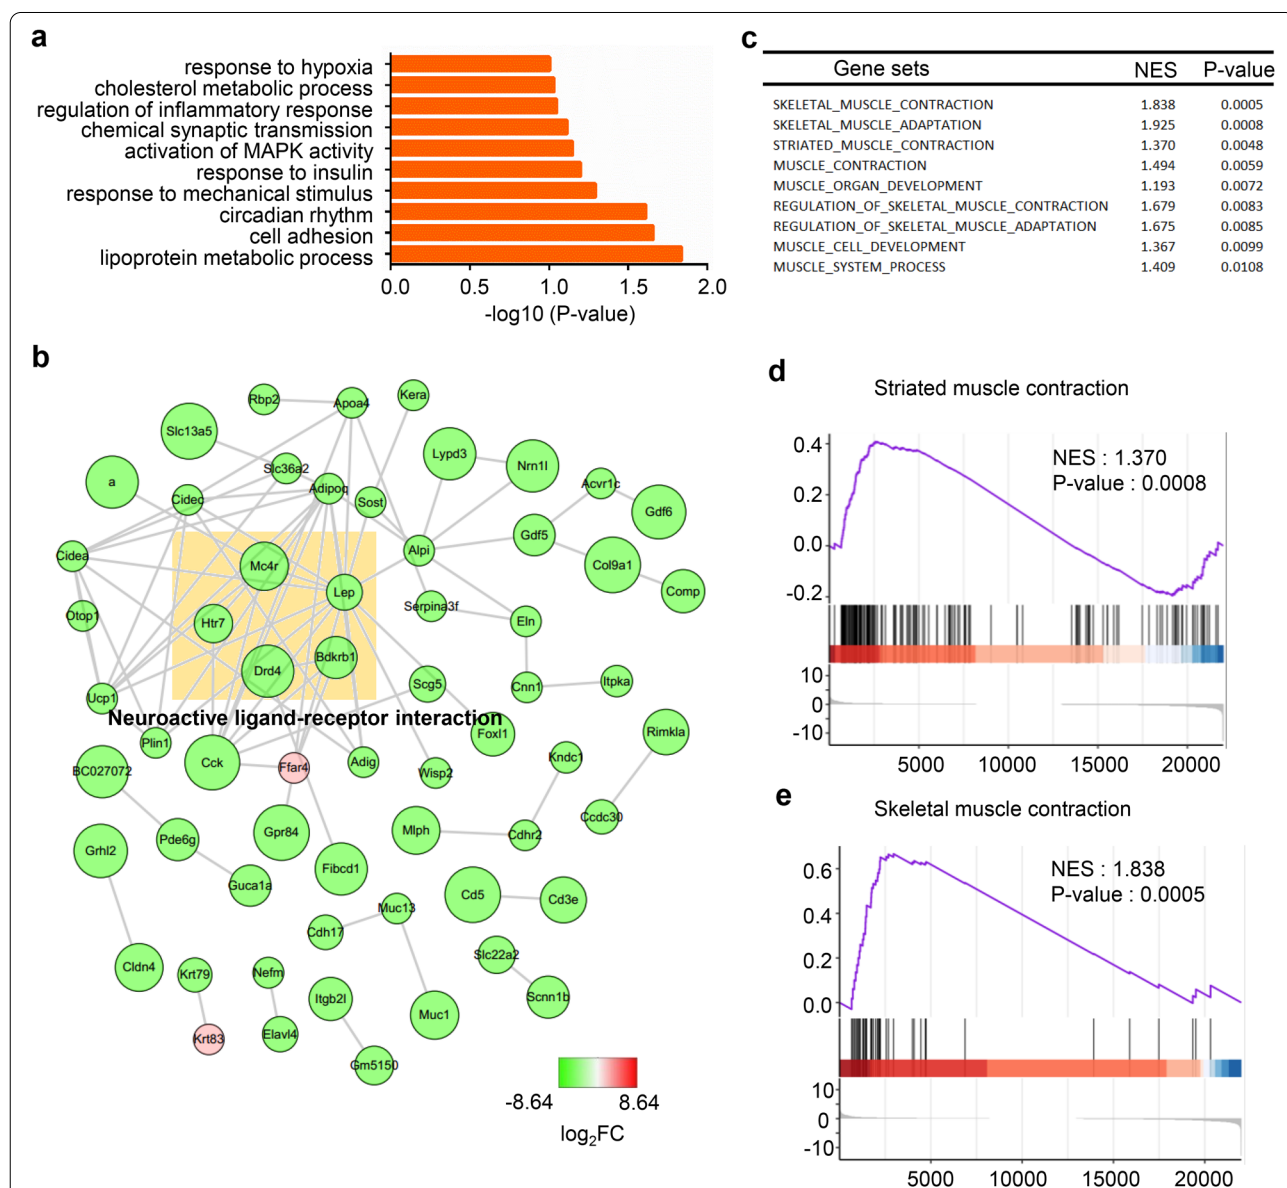 a
response to hypoxia
cholesterol metabolic process
regulation of inflammatory response
chemical synaptic transmission
activation of MAPK activity
response to insulin
response to mechanical stimulus
circadian rhythm
cell adhesion
lipoprotein metabolic process
0.0 0.5 1.0 1.5 2.0
-log10 (P-value)
c
Gene sets NES P-value
SKELETAL_MUSCLE_CONTRACTION 1.838 0.0005
SKELETAL_MUSCLE_ADAPTATION 1.925 0.0008
STRIATED_MUSCLE_CONTRACTION 1.370 0.0048
MUSCLE_CONTRACTION 1.494 0.0059
MUSCLE_ORGAN_DEVELOPMENT 1.193 0.0072
REGULATION_OF_SKELETAL_MUSCLE_CONTRACTION 1.679 0.0083
REGULATION_OF_SKELETAL_MUSCLE_ADAPTATION 1.675 0.0085
MUSCLE_CELL_DEVELOPMENT 1.367 0.0099
MUSCLE_SYSTEM_PROCESS 1.409 0.0108
b
Rbp2
Apoa4
Kera
Slc13a5
Lypd3
Nrn1l
Slc36a2
a
Cidec
Adipoq
Sost
Acvr1c
Gdf6
Gdf5
Alpi
Cidea
Mc4r
Col9a1
Lep
Comp
Otop1
Htr7
Serpina3f
Eln
Drd4
Bdkrb1
Ucp1
Scg5
Cnn1
Itpka
Neuroactive ligand-receptor interaction
Plin1
Foxl1
Rimkla
BC027072
Cck
Ffar4
Adig
Wisp2
Kndc1
Grhl2
Pde6g
Gpr84
Mlph
Cdhr2
Ccdc30
Guca1a
Fibcd1
Cd5
Cd3e
Muc13
Cdh17
Cldn4
Krt79
Nefm
Slc22a2
Itgb2l
Scnn1b
Krt83
Elavl4
Muc1
Gm5150
-8.64 8.64
log2FC
d
Striated muscle contraction
NES : 1.370
P-value : 0.0008
0.4
0.2
0.0
-0.2
10
0
-10
5000 10000 15000 20000
e
Skeletal muscle contraction
NES : 1.838
P-value : 0.0005
0.6
0.4
0.2
0.0
10
0
-10
5000 10000 15000 20000